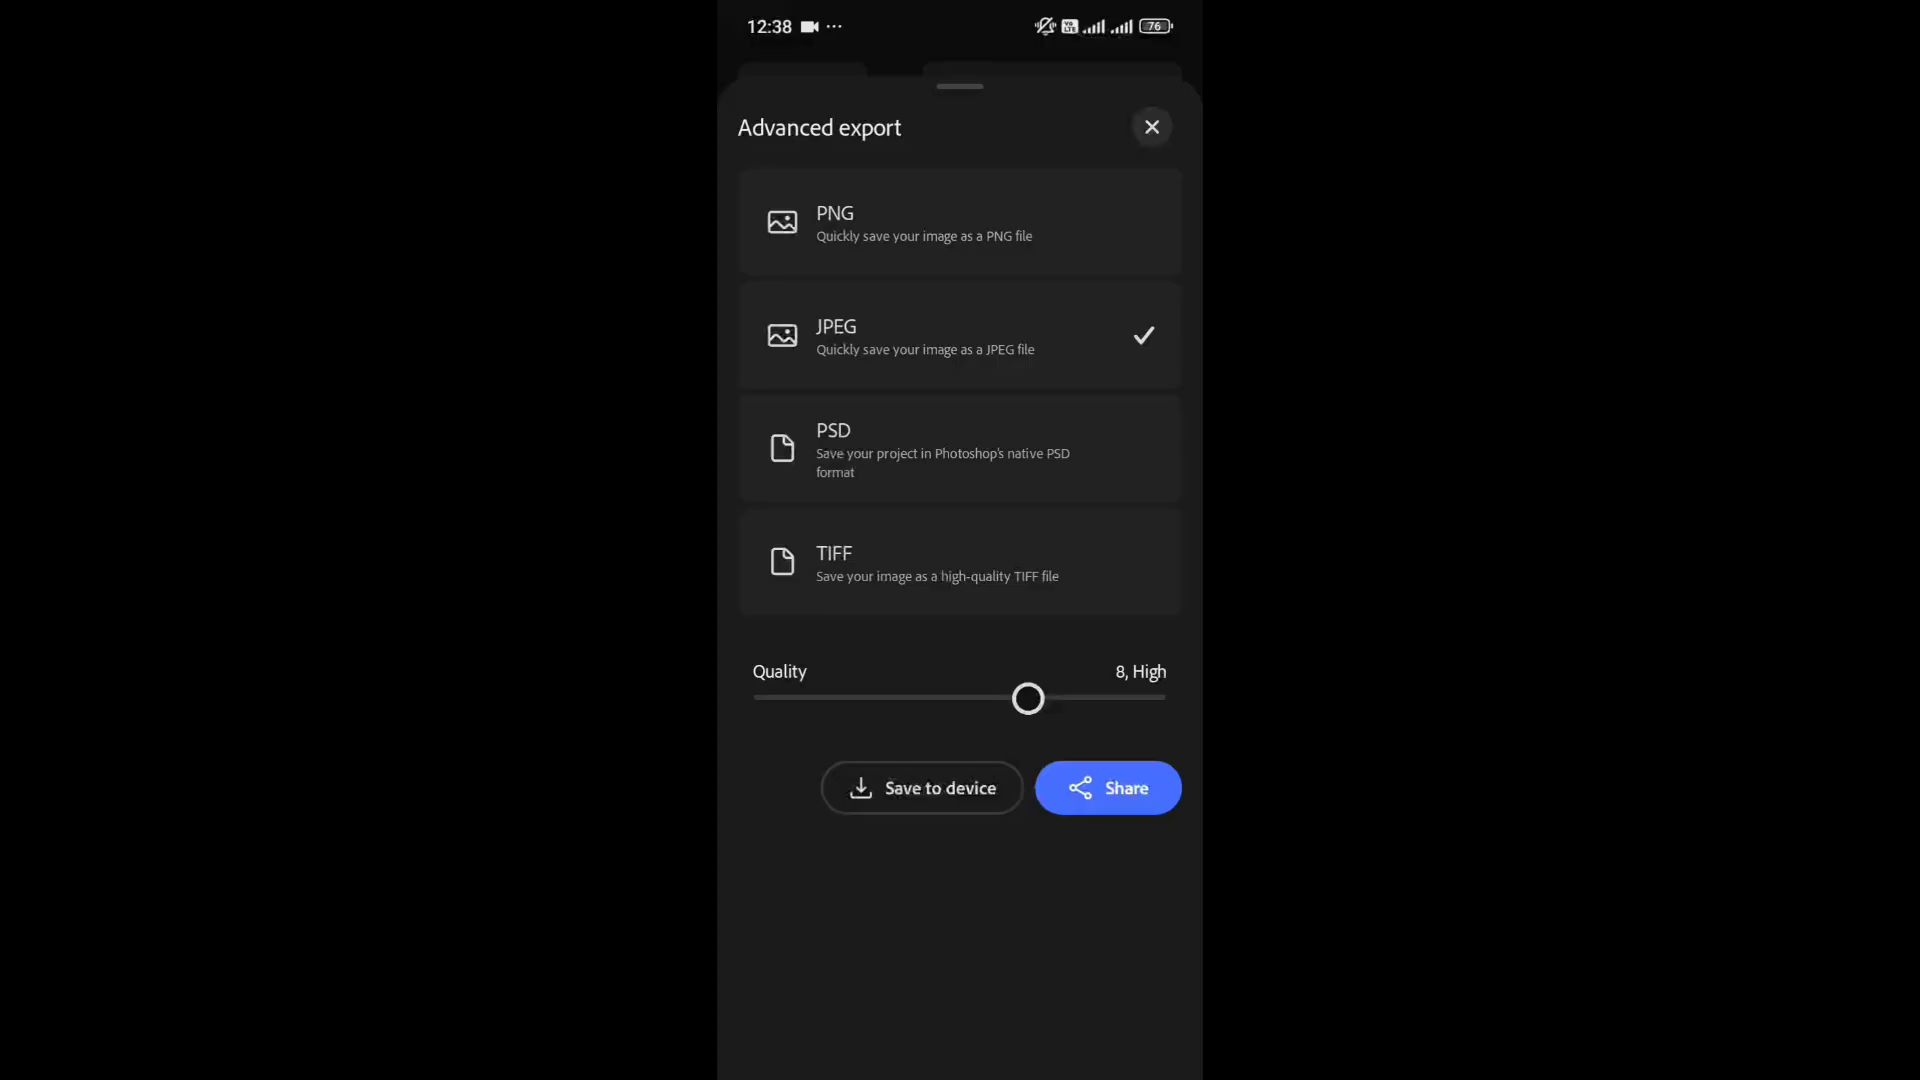 12:38
76
Advanced export
PNG
Quickly save your image as a PNG file
JPEG
Quickly save your image as a JPEG file
PSD
Save your project in Photoshop's native PSD
format
TIFF
Save your image as a high-quality TIFF file
Quality 8, High
Save to device Share